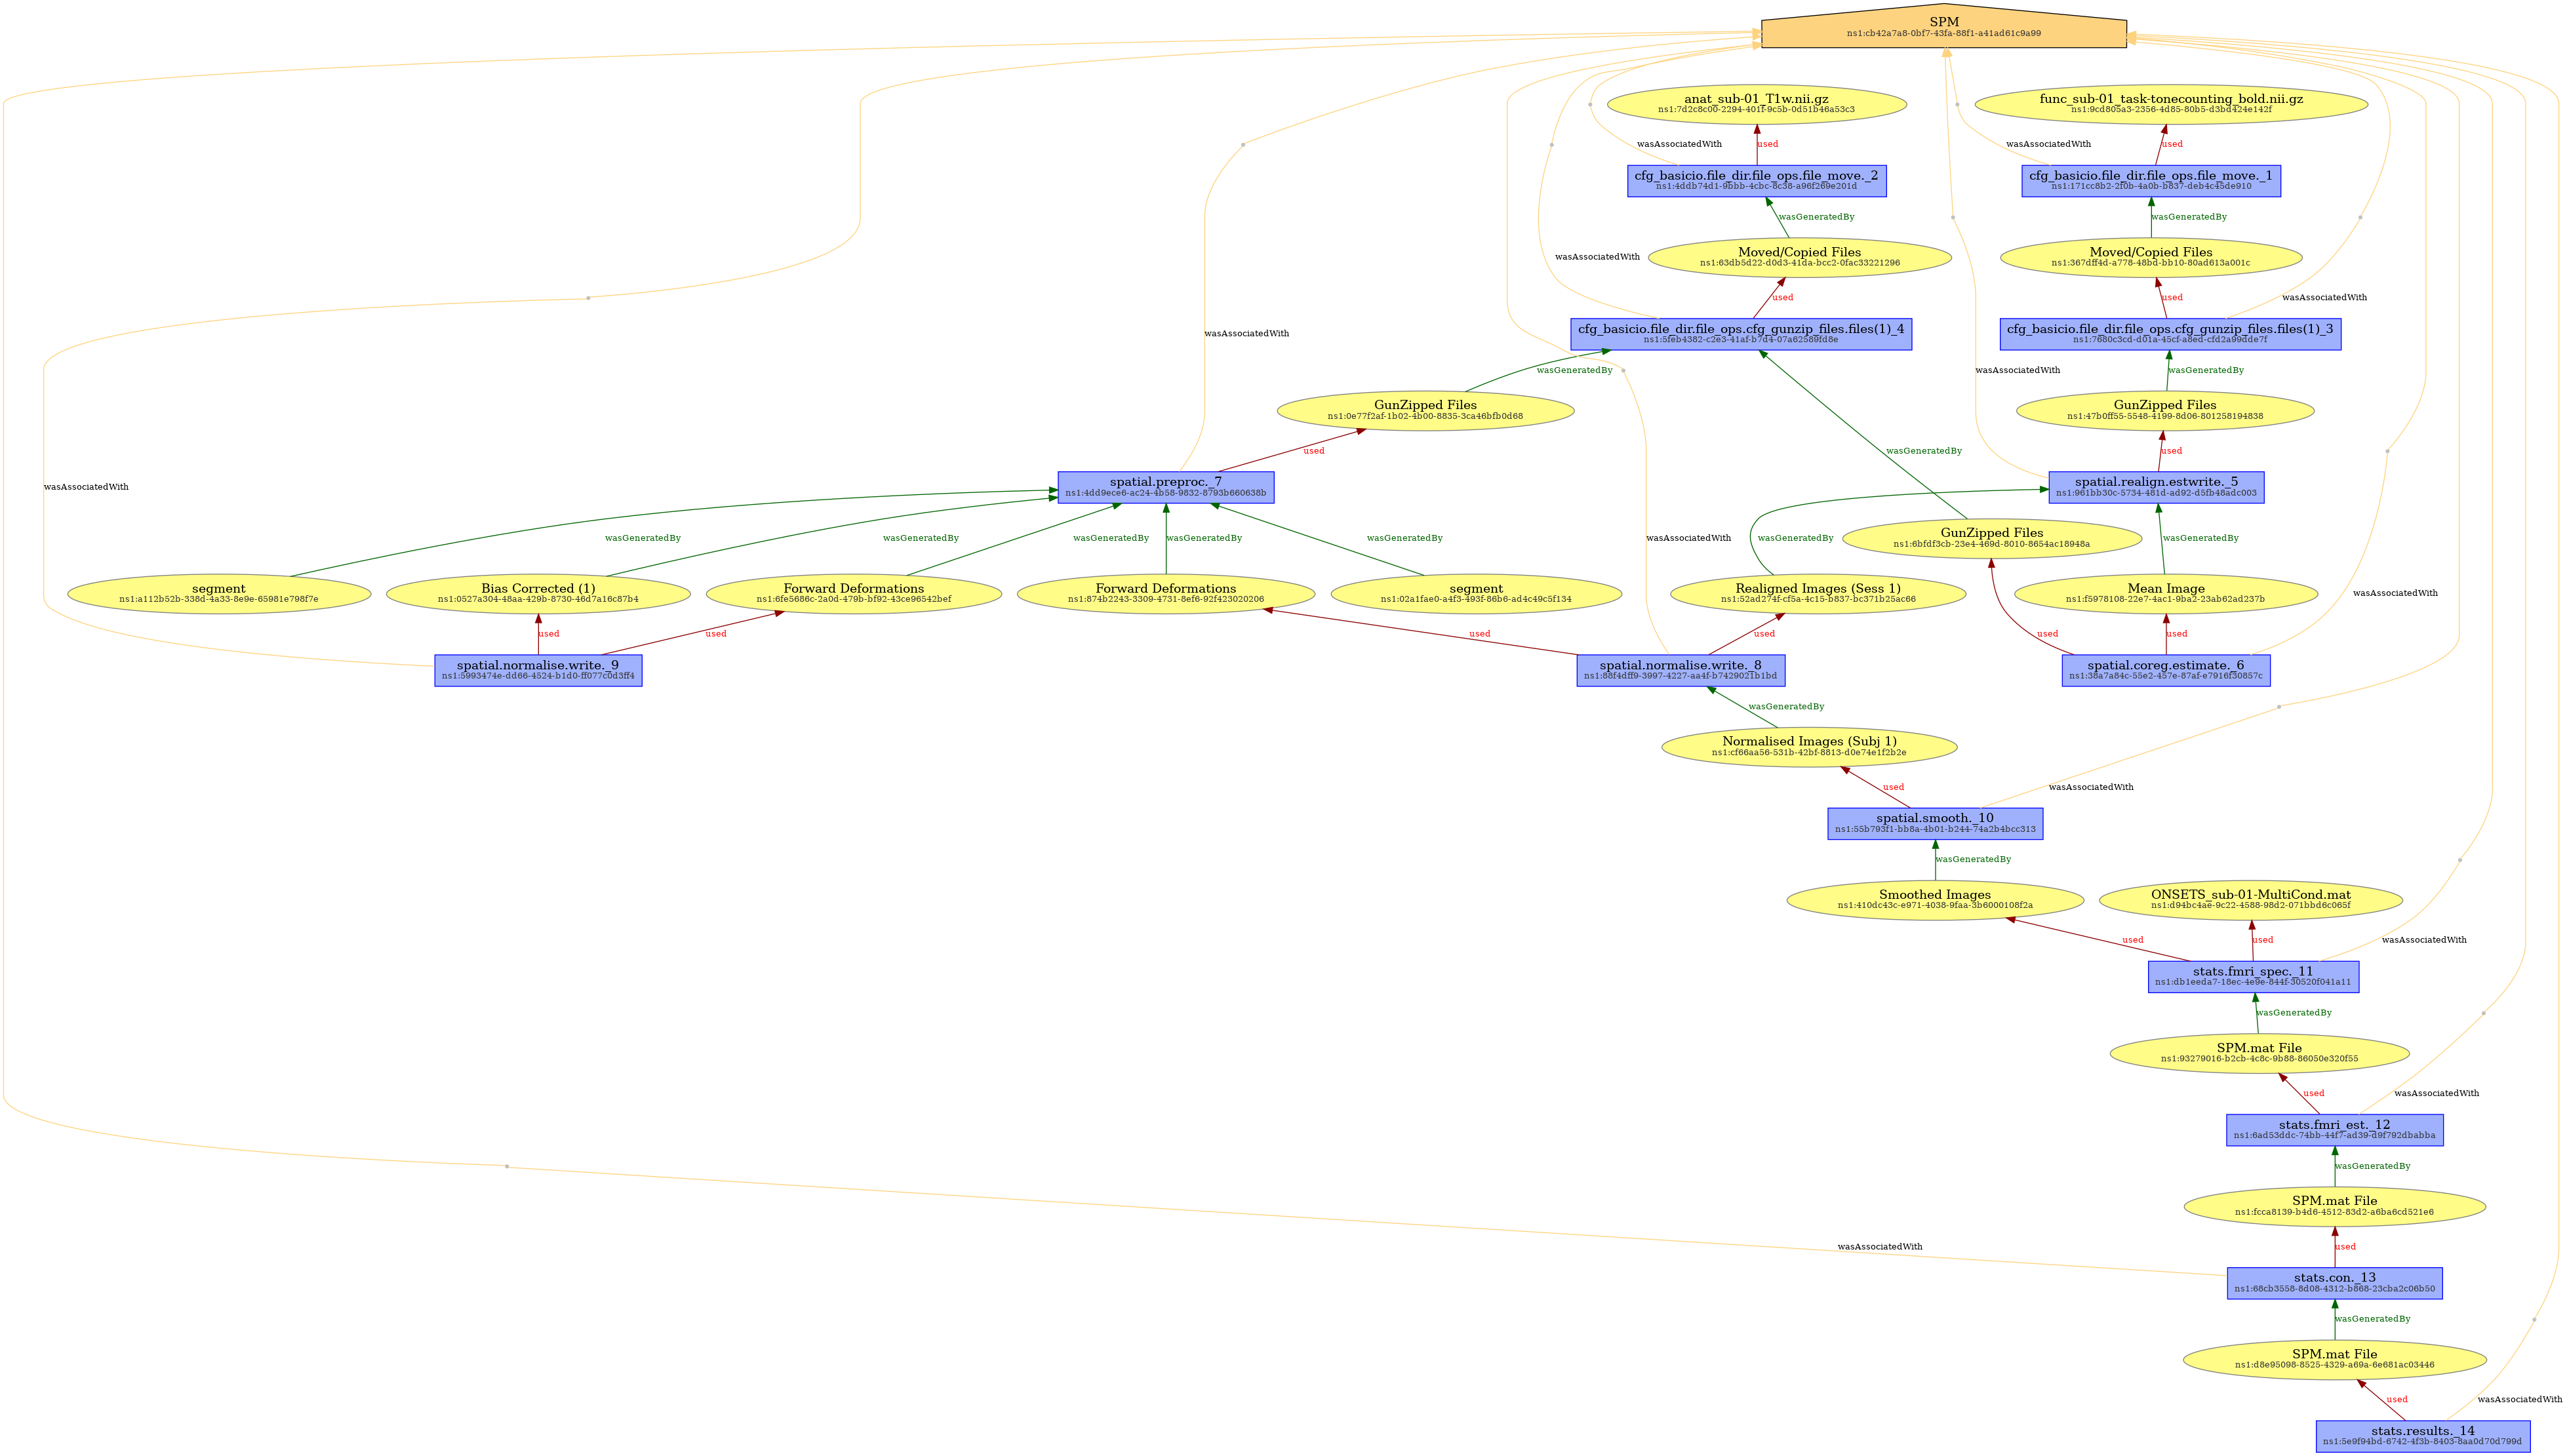 SPM
ns1:cb42a7a8-0bf7-43fa-88f1-a41ad61c9a99
anat_sub-01_T1w.nii.gz
ns1:7d2c8c00-2294-401f-9c5b-0d51b46a53c3
func_sub-01_task-tonecounting_bold.nii.gz
ns1:9cd805a3-2356-4d85-80b5-d3bd424e142f
wasAssociatedWith
used
wasAssociatedWith
used
cfg_basicio.file_dir.file_ops.file_move._2
ns1:4ddb74d1-9bbb-4cbc-8c38-a96f269e201d
cfg_basicio.file_dir.file_ops.file_move._1
ns1:171cc8b2-2f0b-4a0b-b837-deb4c45de910
wasGeneratedBy
wasGeneratedBy
Moved/Copied Files
ns1:63db5d22-d0d3-41da-bcc2-0fac33221296
Moved/Copied Files
ns1:367dff4d-a778-48bd-bb10-80ad613a001c
wasAssociatedWith
used
used
wasAssociatedWith
wasAssociatedWith
cfg_basicio.file_dir.file_ops.cfg_gunzip_files.files(1)_4
ns1:5feb4382-c2e3-41af-b7d4-07a62589fd8e
cfg_basicio.file_dir.file_ops.cfg_gunzip_files.files(1)_3
ns1:7680c3cd-d01a-45cf-a8ed-cfd2a99dde7f
wasGeneratedBy
wasAssociatedWith
wasGeneratedBy
GunZipped Files
ns1:0e77f2af-1b02-4b00-8835-3ca46bfb0d68
GunZipped Files
ns1:47b0ff55-5548-4199-8d06-801258194838
used
wasGeneratedBy
used
wasAssociatedWith
spatial.preproc._7
ns1:4dd9ece6-ac24-4b58-9832-8793b660638b
spatial.realign.estwrite._5
ns1:961bb30c-5734-481d-ad92-d5fb48adc003
wasGeneratedBy
wasGeneratedBy
wasGeneratedBy
wasGeneratedBy
wasGeneratedBy
wasAssociatedWith
wasGeneratedBy
GunZipped Files
ns1:6bfdf3cb-23e4-469d-8010-8654ac18948a
wasGeneratedBy
segment
ns1:a112b52b-338d-4a33-8e9e-65981e798f7e
Bias Corrected (1)
ns1:0527a304-48aa-429b-8730-46d7a16c87b4
Forward Deformations
ns1:6fe5686c-2a0d-479b-bf92-43ce96542bef
Forward Deformations
ns1:874b2243-3309-4731-8ef6-92f423020206
segment
ns1:02a1fae0-a4f3-493f-86b6-ad4c49c5f134
Realigned Images (Sess 1)
ns1:52ad274f-cf5a-4c15-b837-bc371b25ac66
Mean Image
ns1:f5978108-22e7-4ac1-9ba2-23ab62ad237b
wasAssociatedWith
used
used
used
used
used
used
spatial.normalise.write._9
ns1:5993474e-dd66-4524-b1d0-ff077c0d3ff4
spatial.normalise.write._8
ns1:88f4dff9-3997-4227-aa4f-b7429021b1bd
spatial.coreg.estimate._6
ns1:38a7a84c-55e2-457e-87af-e7916f30857c
wasGeneratedBy
Normalised Images (Subj 1)
ns1:cf66aa56-531b-42bf-8813-d0e74e1f2b2e
used
wasAssociatedWith
spatial.smooth._10
ns1:55b793f1-bb8a-4b01-b244-74a2b4bcc313
wasGeneratedBy
Smoothed Images
ns1:410dc43c-e971-4038-9faa-3b6000108f2a
ONSETS_sub-01-MultiCond.mat
ns1:d94bc4ae-9c22-4588-98d2-071bbd6c065f
used
used
wasAssociatedWith
stats.fmri_spec._11
ns1:db1eeda7-18ec-4e9e-844f-30520f041a11
wasGeneratedBy
SPM.mat File
ns1:93279016-b2cb-4c8c-9b88-86050e320f55
used
wasAssociatedWith
stats.fmri_est._12
ns1:6ad53ddc-74bb-44f7-ad39-d9f792dbabba
wasGeneratedBy
SPM.mat File
ns1:fcca8139-b4d6-4512-83d2-a6ba6cd521e6
wasAssociatedWith
used
stats.con._13
ns1:68cb3558-8d08-4312-b868-23cba2c06b50
wasGeneratedBy
SPM.mat File
ns1:d8e95098-8525-4329-a69a-6e681ac03446
used
wasAssociatedWith
stats.results._14
ns1:5e9f94bd-6742-4f3b-8403-8aa0d70d799d